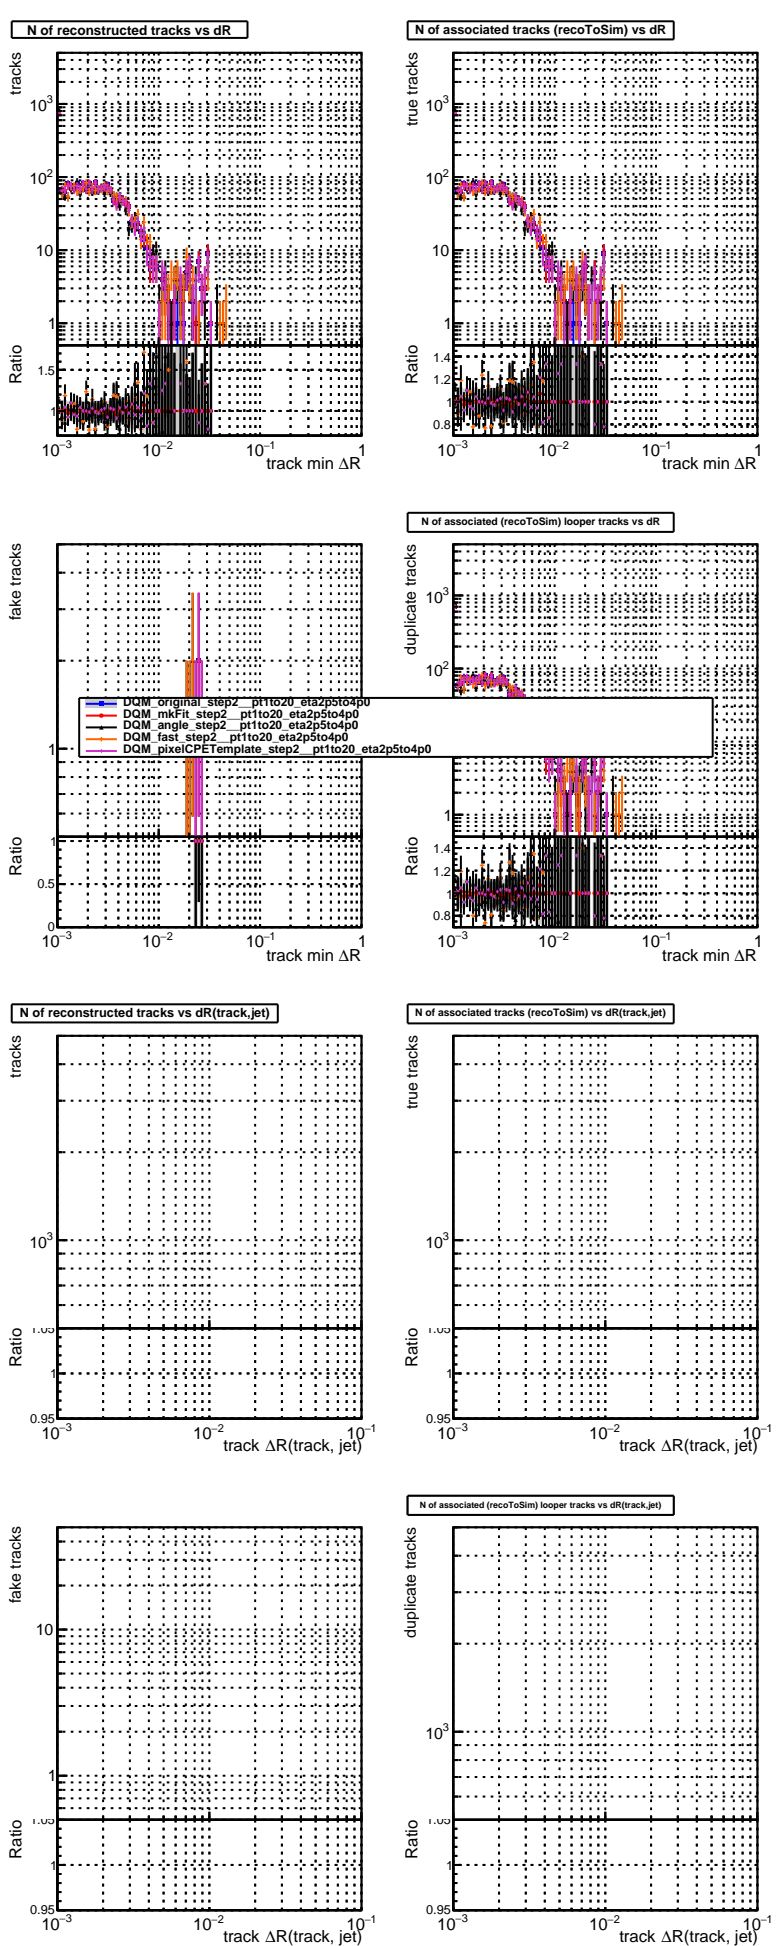 N of reconstructed tracks vs dR
tracks
10³
10²
10
1
Ratio
1.5
1
10⁻³ 10⁻² 10⁻¹ 1
track min ΔR
N of associated tracks (recoToSim) vs dR
true tracks
10³
10²
10
1
Ratio
1.4
1.2
1
0.8
10⁻³ 10⁻² 10⁻¹ 1
track min ΔR
fake tracks
1
Ratio
1
0.5
0
10⁻³ 10⁻² 10⁻¹ 1
track min ΔR
N of associated (recoToSim) looper tracks vs dR
duplicate tracks
10³
10²
1
Ratio
1.4
1.2
1
0.8
10⁻³ 10⁻² 10⁻¹ 1
track min ΔR
DQM_original_step2__pt1to20_eta2p5to4p0
DQM_mkFit_step2__pt1to20_eta2p5to4p0
DQM_angle_step2__pt1to20_eta2p5to4p0
DQM_fast_step2__pt1to20_eta2p5to4p0
DQM_pixelCPETemplate_step2__pt1to20_eta2p5to4p0
N of reconstructed tracks vs dR(track,jet)
tracks
10³
Ratio
1.05
1
0.95
10⁻³ 10⁻² 10⁻¹
track ΔR(track, jet)
N of associated tracks (recoToSim) vs dR(track,jet)
true tracks
10³
Ratio
1.05
1
0.95
10⁻³ 10⁻² 10⁻¹
track ΔR(track, jet)
fake tracks
10
1
Ratio
1.05
1
0.95
10⁻³ 10⁻² 10⁻¹
track ΔR(track, jet)
N of associated (recoToSim) looper tracks vs dR(track,jet)
duplicate tracks
10³
Ratio
1.05
1
0.95
10⁻³ 10⁻² 10⁻¹
track ΔR(track, jet)